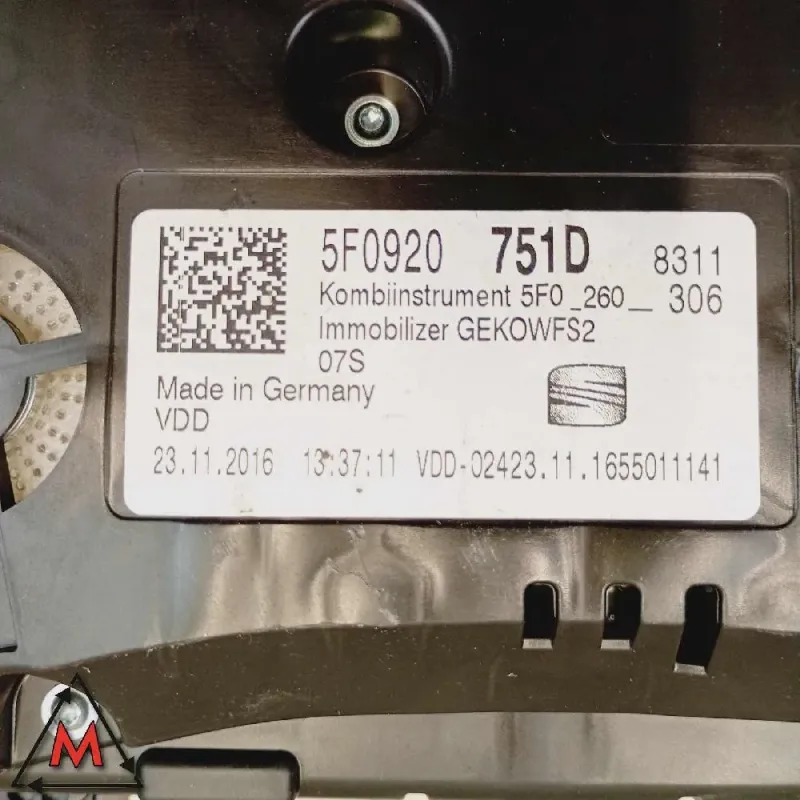 5F0920 751D 8311
Kombiinstrument 5F0 _260_ 306
Immobilizer GEKOWFS2
07S
Made in Germany
VDD
23.11.2016 13:37:11 VDD-02423.11.1655011141
M